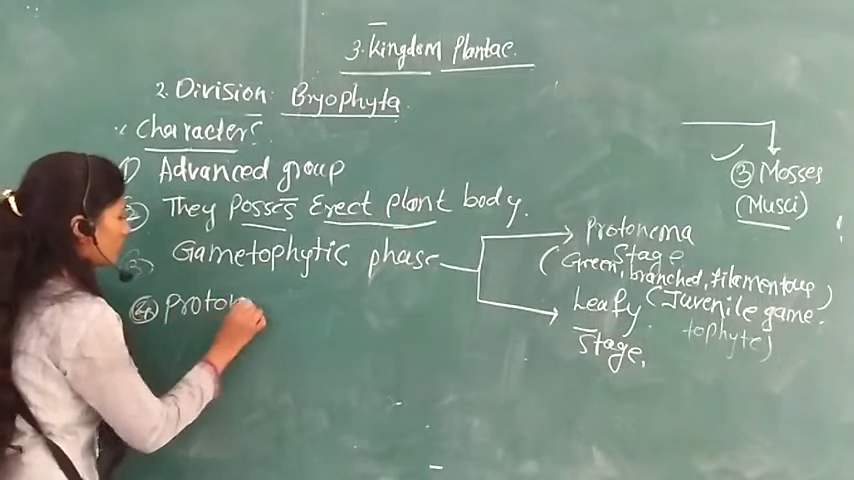 3. Kingdom Plantae.
2. Division: Bryophyta.
Characters
1) Advanced group
2) They Posses Erect plant body.
3) Gametophytic phase
4) Proton
③ Mosses
(Musci)
Protonema
Stage
(Green, branched, filamentous)
Leafy (Juvenile game-
tophyte)
Stage,